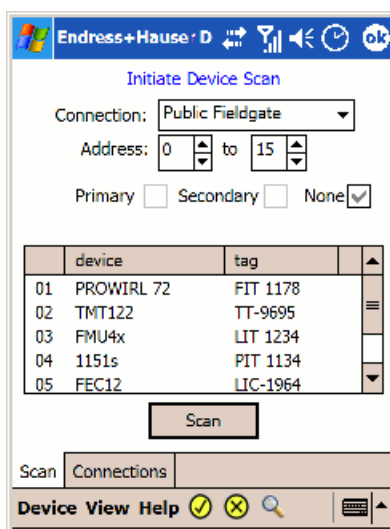 Endress+Hauser D ok
Initiate Device Scan
Connection: Public Fieldgate
Address: 0 to 15
Primary Secondary None
device tag
01 PROWIRL 72 FIT 1178
02 TMT122 TT-9695
03 FMU4x LIT 1234
04 1151s PIT 1134
05 FEC12 LIC-1964
Scan
Scan Connections
Device View Help